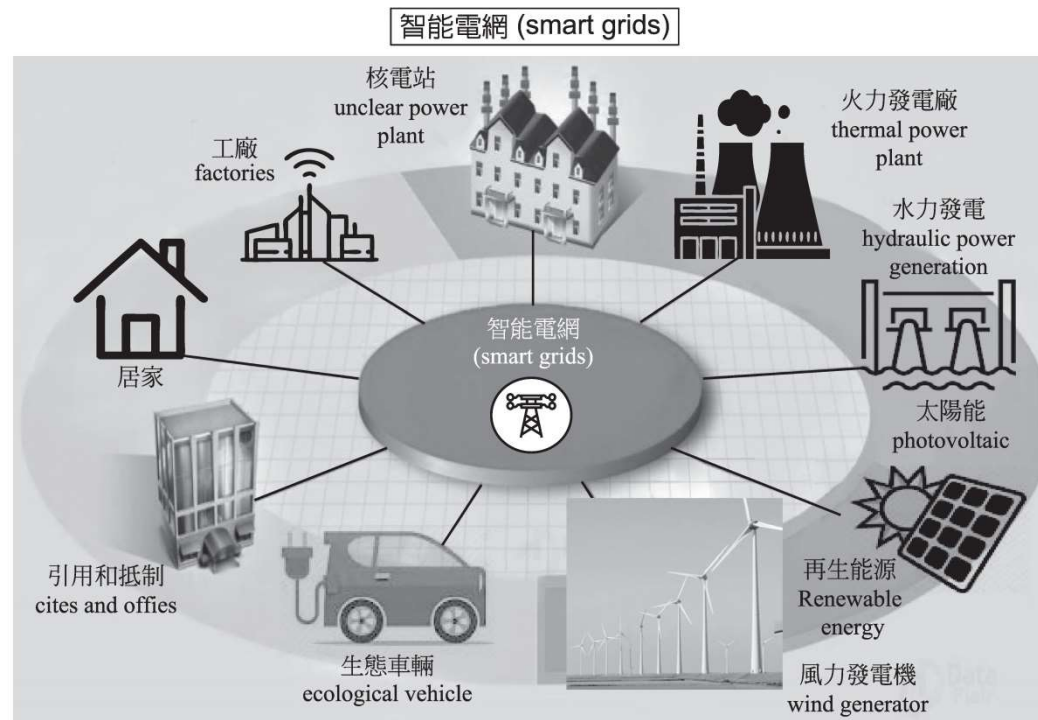 智能電網 (smart grids)
核電站
unclear power
plant
火力發電廠
thermal power
plant
工廠
factories
水力發電
hydraulic power
generation
智能電網
(smart grids)
居家
太陽能
photovoltaic
引用和抵制
cites and offies
再生能源
Renewable
energy
生態車輛
ecological vehicle
風力發電機
wind generator